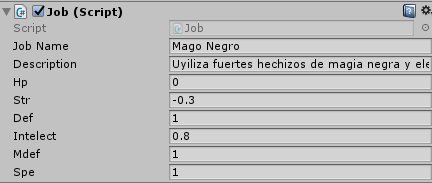 Job (Script)
Script Job
Job Name Mago Negro
Description Uyiliza fuertes hechizos de magia negra y ele
Hp 0
Str -0.3
Def 1
Intelect 0.8
Mdef 1
Spe 1